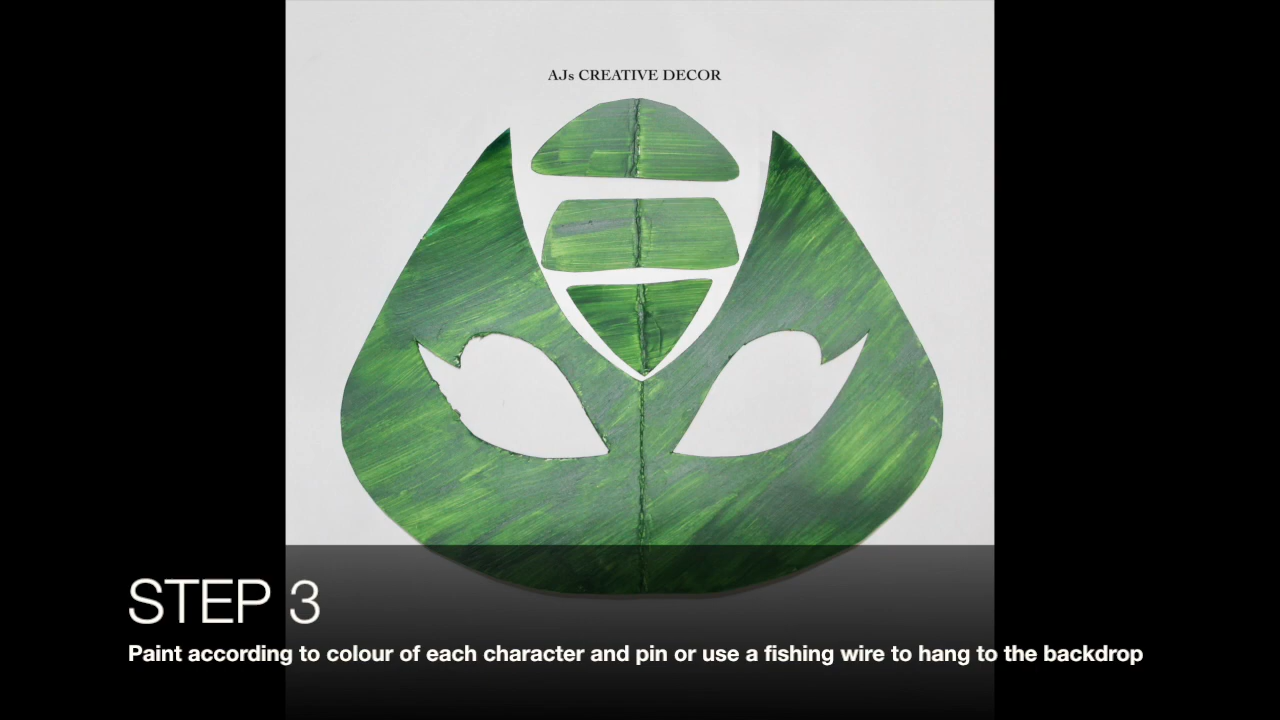 AJs CREATIVE DECOR
STEP 3
Paint according to colour of each character and pin or use a fishing wire to hang to the backdrop